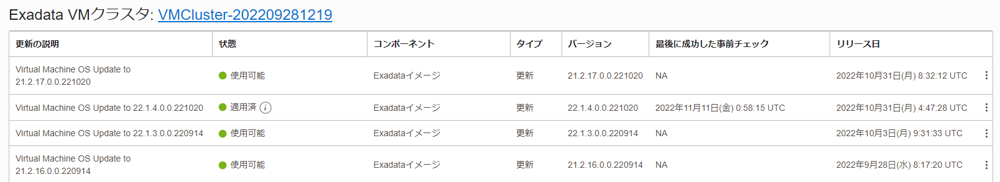 Exadata VMクラスタ: VMCluster-202209281219
更新の説明 状態 コンポーネント タイプ バージョン 最後に成功した事前チェック リリース日
Virtual Machine OS Update to
21.2.17.0.0.221020 使用可能 Exadataイメージ 更新 21.2.17.0.0.221020 NA 2022年10月31日(月) 8:32:12 UTC
Virtual Machine OS Update to 22.1.4.0.0.221020 適用済 i Exadataイメージ 更新 22.1.4.0.0.221020 2022年11月11日(金) 0:58:15 UTC 2022年10月31日(月) 4:47:28 UTC
Virtual Machine OS Update to 22.1.3.0.0.220914 使用可能 Exadataイメージ 更新 22.1.3.0.0.220914 NA 2022年10月3日(月) 9:31:33 UTC
Virtual Machine OS Update to
21.2.16.0.0.220914 使用可能 Exadataイメージ 更新 21.2.16.0.0.220914 NA 2022年9月28日(水) 8:17:20 UTC